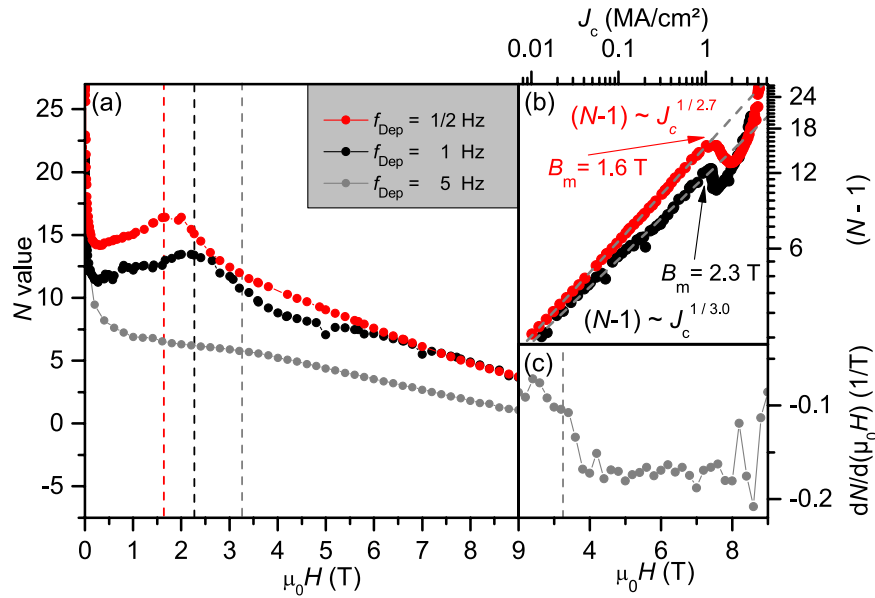 J_c (MA/cm²)
0.01 0.1 1
(a)
f_Dep = 1/2 Hz
f_Dep = 1 Hz
f_Dep = 5 Hz
25
20
15
10
5
0
-5
N value
0 1 2 3 4 5 6 7 8 9
μ₀H (T)
(b)
(N-1) ~ J_c^1/2.7
B_m = 1.6 T
B_m = 2.3 T
(N-1) ~ J_c^1/3.0
24
18
12
6
(N - 1)
(c)
-0.1
-0.2
dN/d(μ₀H) (1/T)
4 6 8
μ₀H (T)